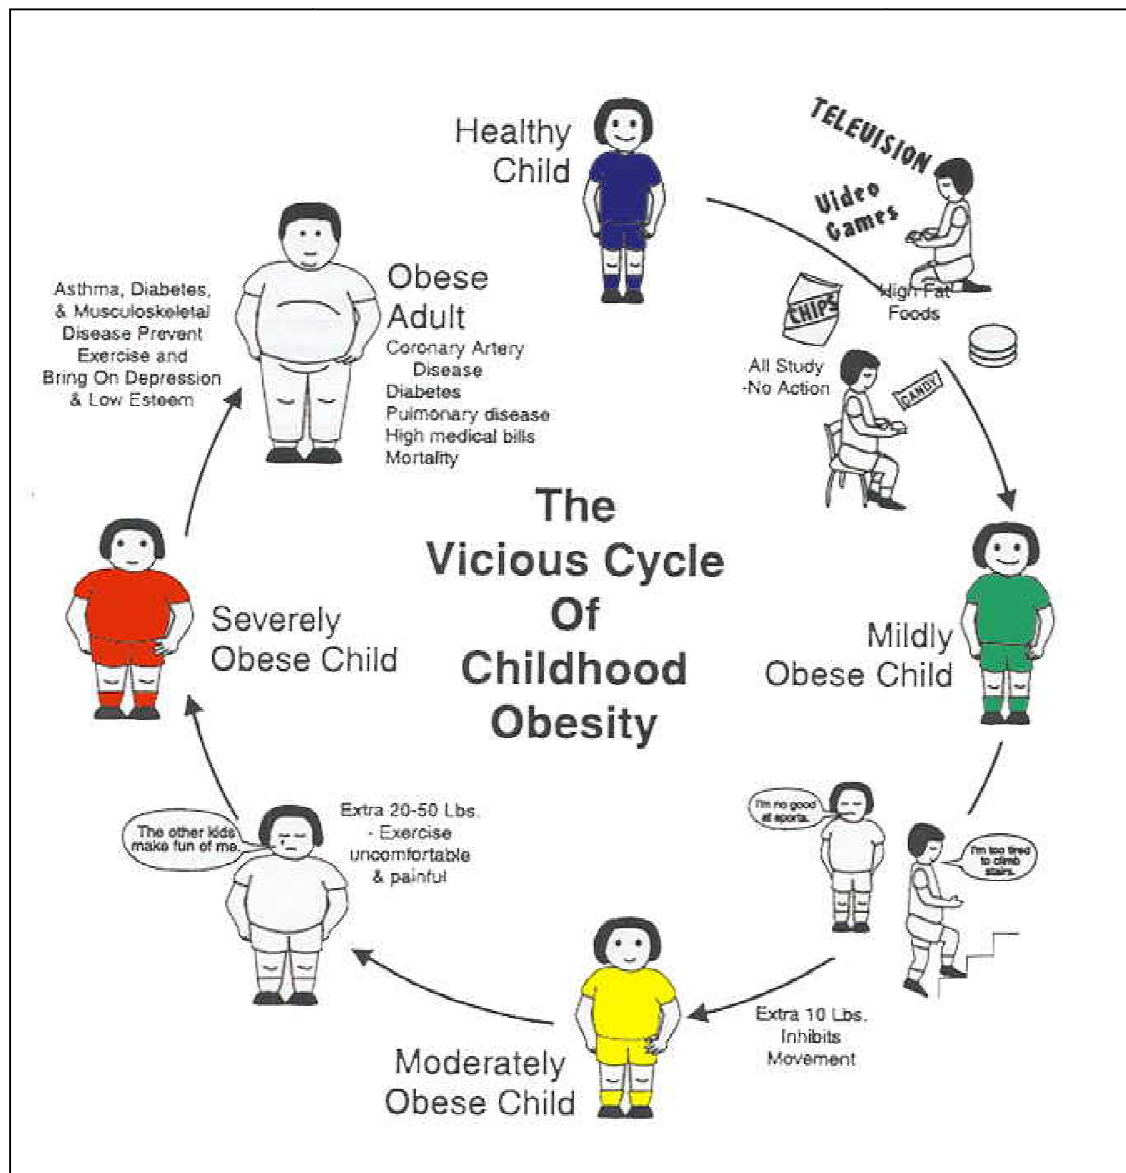 Healthy
Child
TELEVISION
Video
Games
CHIPS
High Fat
Foods
All Study
-No Action
CANDY
Mildly
Obese Child
I'm no good
at sports.
I'm too tired
to climb
stairs.
Extra 10 Lbs.
Inhibits
Movement
Moderately
Obese Child
Extra 20-50 Lbs.
- Exercise
uncomfortable
& painful
The other kids
make fun of me.
Severely
Obese Child
Asthma, Diabetes,
& Musculoskeletal
Disease Prevent
Exercise and
Bring On Depression
& Low Esteem
Obese
Adult
Coronary Artery
Disease
Diabetes
Pulmonary disease
High medical bills
Mortality
The
Vicious Cycle
Of
Childhood
Obesity